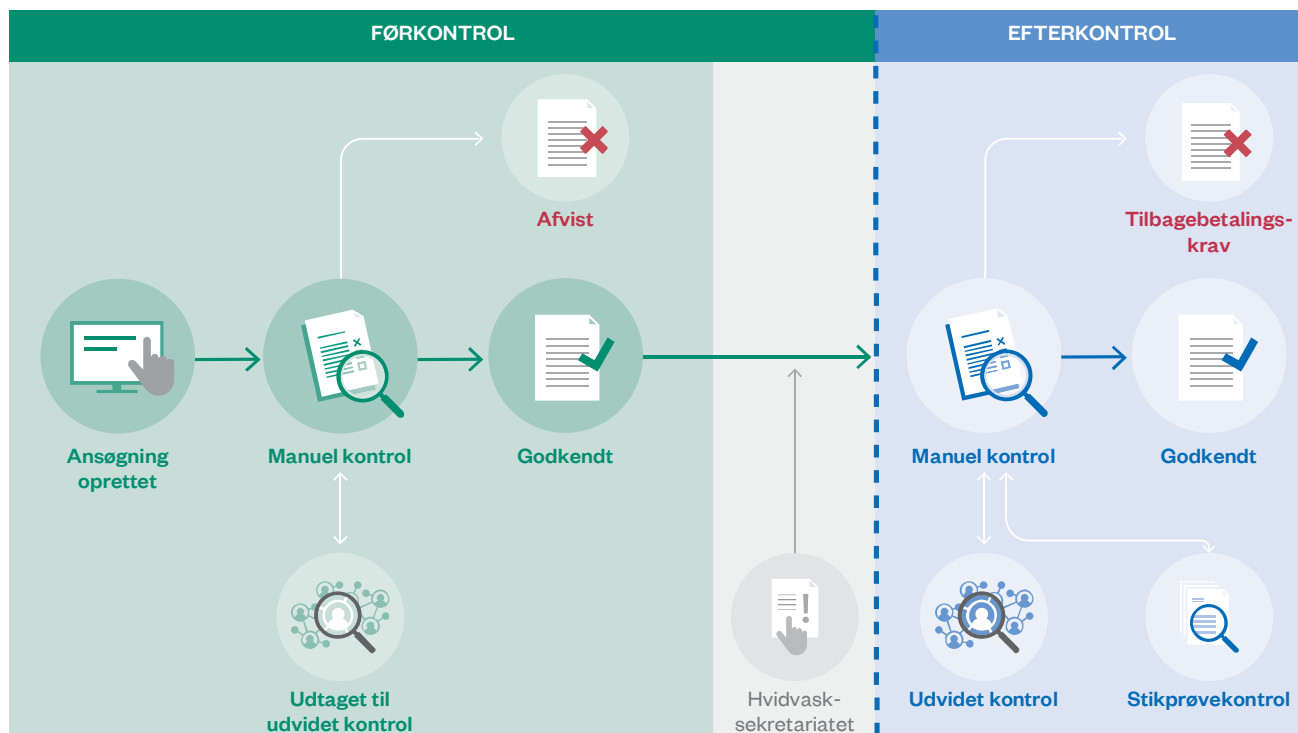 FØRKONTROL
EFTERKONTROL
Afvist
Tilbagebetalings-
krav
Ansøgning
oprettet
Manuel kontrol
Godkendt
Manuel kontrol
Godkendt
Udtaget til
udvidet kontrol
Hvidvask-
sekretariatet
Udvidet kontrol
Stikprøvekontrol